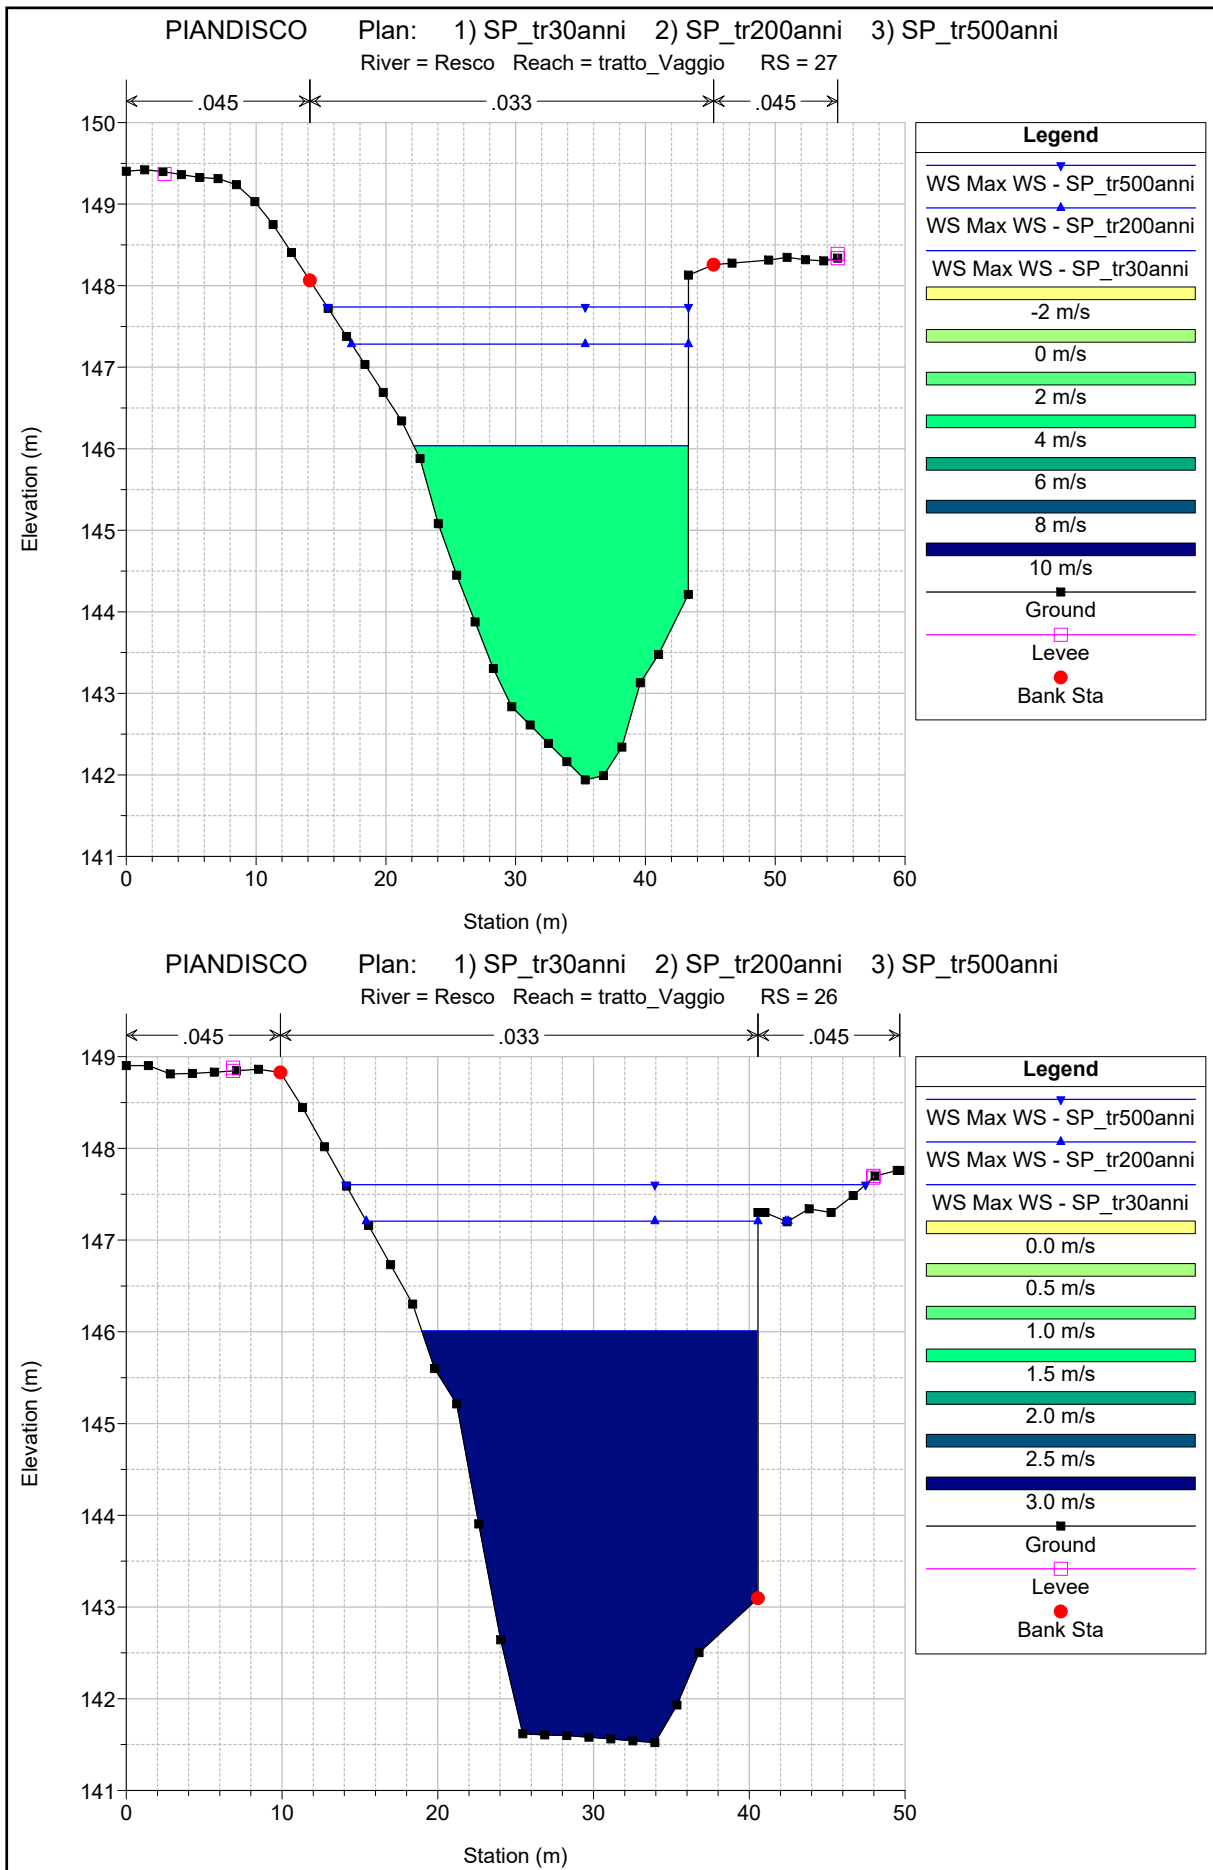 PIANDISCO Plan: 1) SP_tr30anni 2) SP_tr200anni 3) SP_tr500anni
River = Resco Reach = tratto_Vaggio RS = 27
.045 .033 .045
150
149
148
147
146
145
144
143
142
141
0 10 20 30 40 50 60
Elevation (m)
Station (m)
Legend
WS Max WS - SP_tr500anni
WS Max WS - SP_tr200anni
WS Max WS - SP_tr30anni
-2 m/s
0 m/s
2 m/s
4 m/s
6 m/s
8 m/s
10 m/s
Ground
Levee
Bank Sta
PIANDISCO Plan: 1) SP_tr30anni 2) SP_tr200anni 3) SP_tr500anni
River = Resco Reach = tratto_Vaggio RS = 26
.045 .033 .045
149
148
147
146
145
144
143
142
141
0 10 20 30 40 50
Elevation (m)
Station (m)
Legend
WS Max WS - SP_tr500anni
WS Max WS - SP_tr200anni
WS Max WS - SP_tr30anni
0.0 m/s
0.5 m/s
1.0 m/s
1.5 m/s
2.0 m/s
2.5 m/s
3.0 m/s
Ground
Levee
Bank Sta